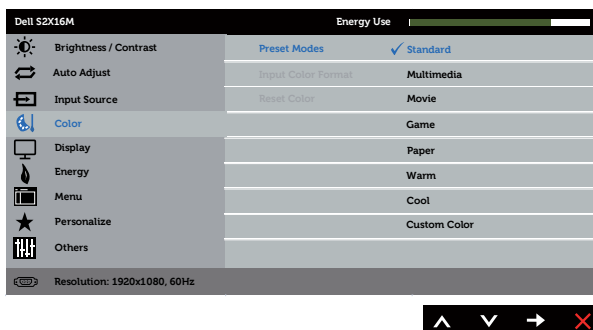 Dell S2X16M Energy Use
Brightness / Contrast Preset Modes Standard
Auto Adjust Input Color Format Multimedia
Input Source Reset Color Movie
Color Game
Display Paper
Energy Warm
Menu Cool
Personalize Custom Color
Others
Resolution: 1920x1080, 60Hz